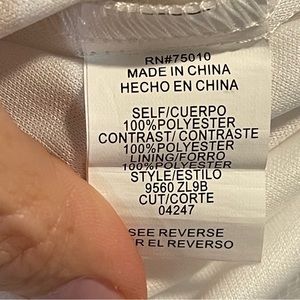 RN#75010
MADE IN CHINA
HECHO EN CHINA
SELF/CUERPO
100%POLYESTER
CONTRAST/CONTRASTE
100%POLYESTER
LINING/FORRO
100%POLYESTER
STYLE/ESTILO
9560 ZL9B
CUT/CORTE
04247
SEE REVERSE
ER EL REVERSO